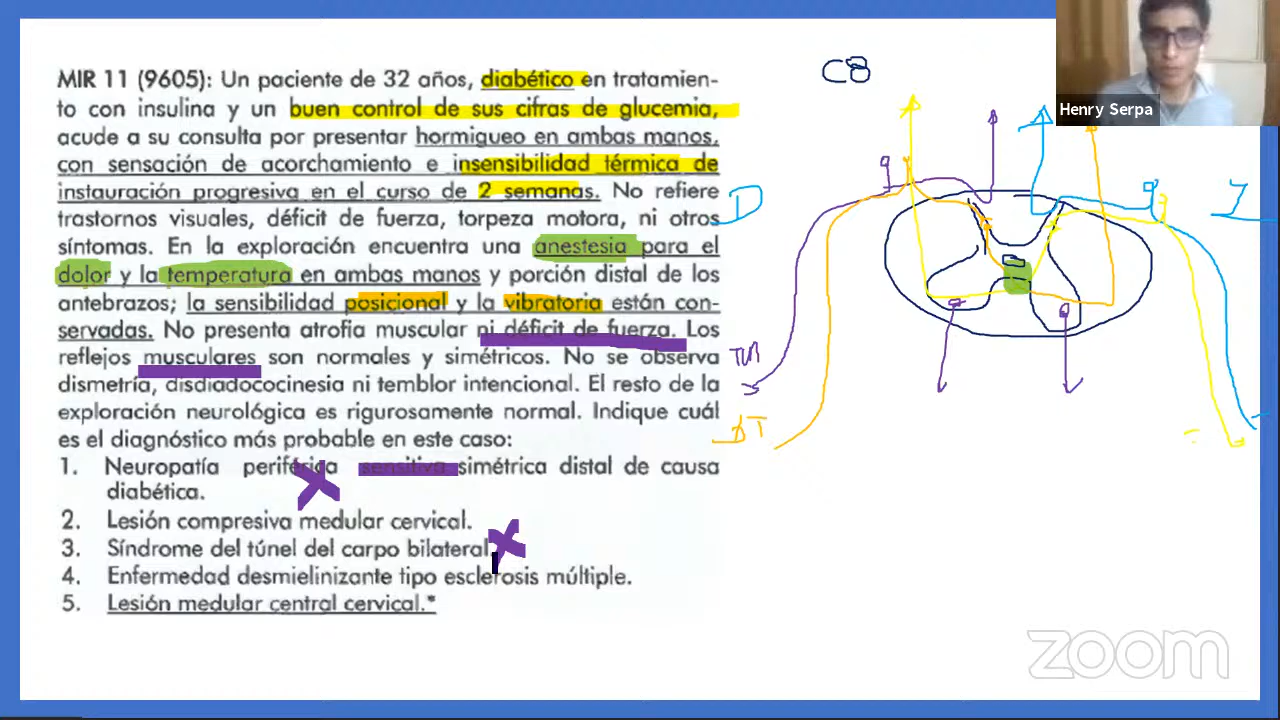 MIR 11 (9605): Un paciente de 32 años, diabético en tratamien-
to con insulina y un buen control de sus cifras de glucemia,
acude a su consulta por presentar hormigueo en ambas manos,
con sensación de acorchamiento e insensibilidad térmica de
instauración progresiva en el curso de 2 semanas. No refiere
trastornos visuales, déficit de fuerza, torpeza motora, ni otros
síntomas. En la exploración encuentra una anestesia para el
dolor y la temperatura en ambas manos y porción distal de los
antebrazos; la sensibilidad posicional y la vibratoria están con-
servadas. No presenta atrofia muscular ni déficit de fuerza. Los
reflejos musculares son normales y simétricos. No se observa
dismetría, disdiadococinesia ni temblor intencional. El resto de la
exploración neurológica es rigurosamente normal. Indique cuál
es el diagnóstico más probable en este caso:
1. Neuropatía periférica sensitiva simétrica distal de causa
diabética.
2. Lesión compresiva medular cervical.
3. Síndrome del túnel del carpo bilateral.
4. Enfermedad desmielinizante tipo esclerosis múltiple.
5. Lesión medular central cervical.*
C8
Henry Serpa
D
I
DT
zoom